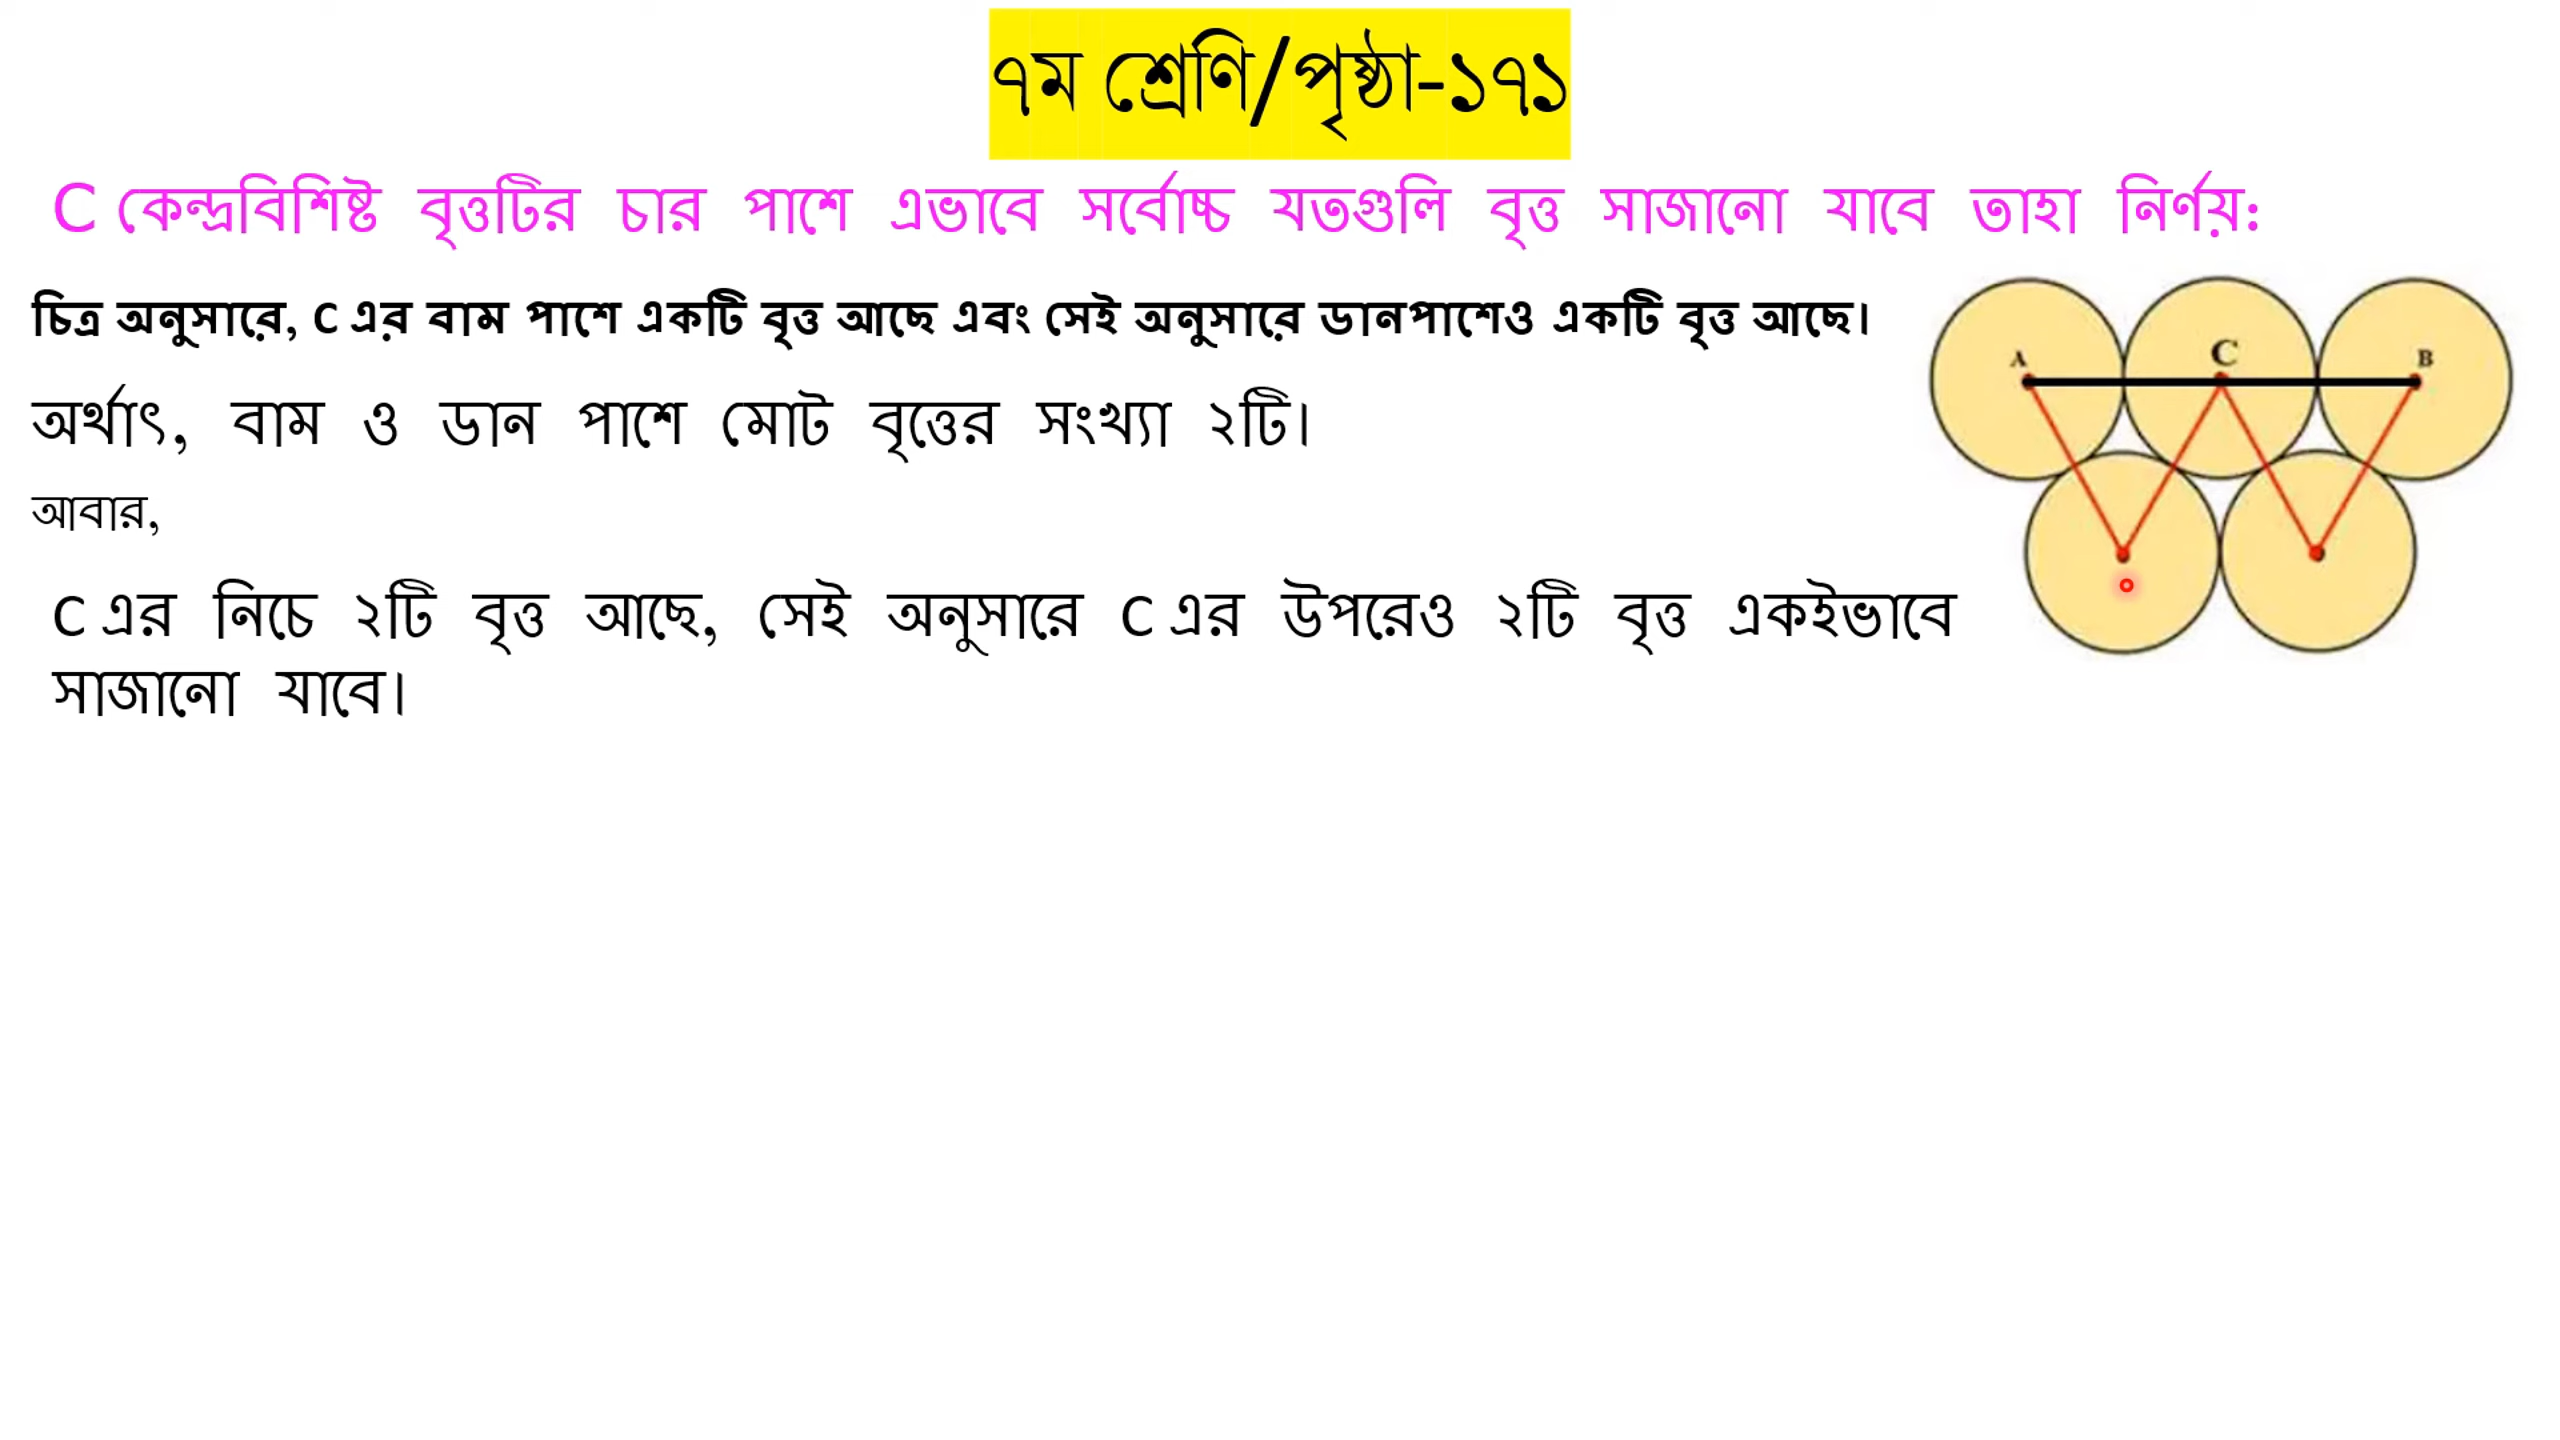 ৭ম শ্রেণি/পৃষ্ঠা-১৭১
C কেন্দ্রবিশিষ্ট বৃত্তটির চার পাশে এভাবে সর্বোচ্চ যতগুলি বৃত্ত সাজানো যাবে তাহা নির্ণয়:
চিত্র অনুসারে, C এর বাম পাশে একটি বৃত্ত আছে এবং সেই অনুসারে ডানপাশেও একটি বৃত্ত আছে।
A C B
অর্থাৎ, বাম ও ডান পাশে মোট বৃত্তের সংখ্যা ২টি।
আবার,
C এর নিচে ২টি বৃত্ত আছে, সেই অনুসারে C এর উপরেও ২টি বৃত্ত একইভাবে
সাজানো যাবে।